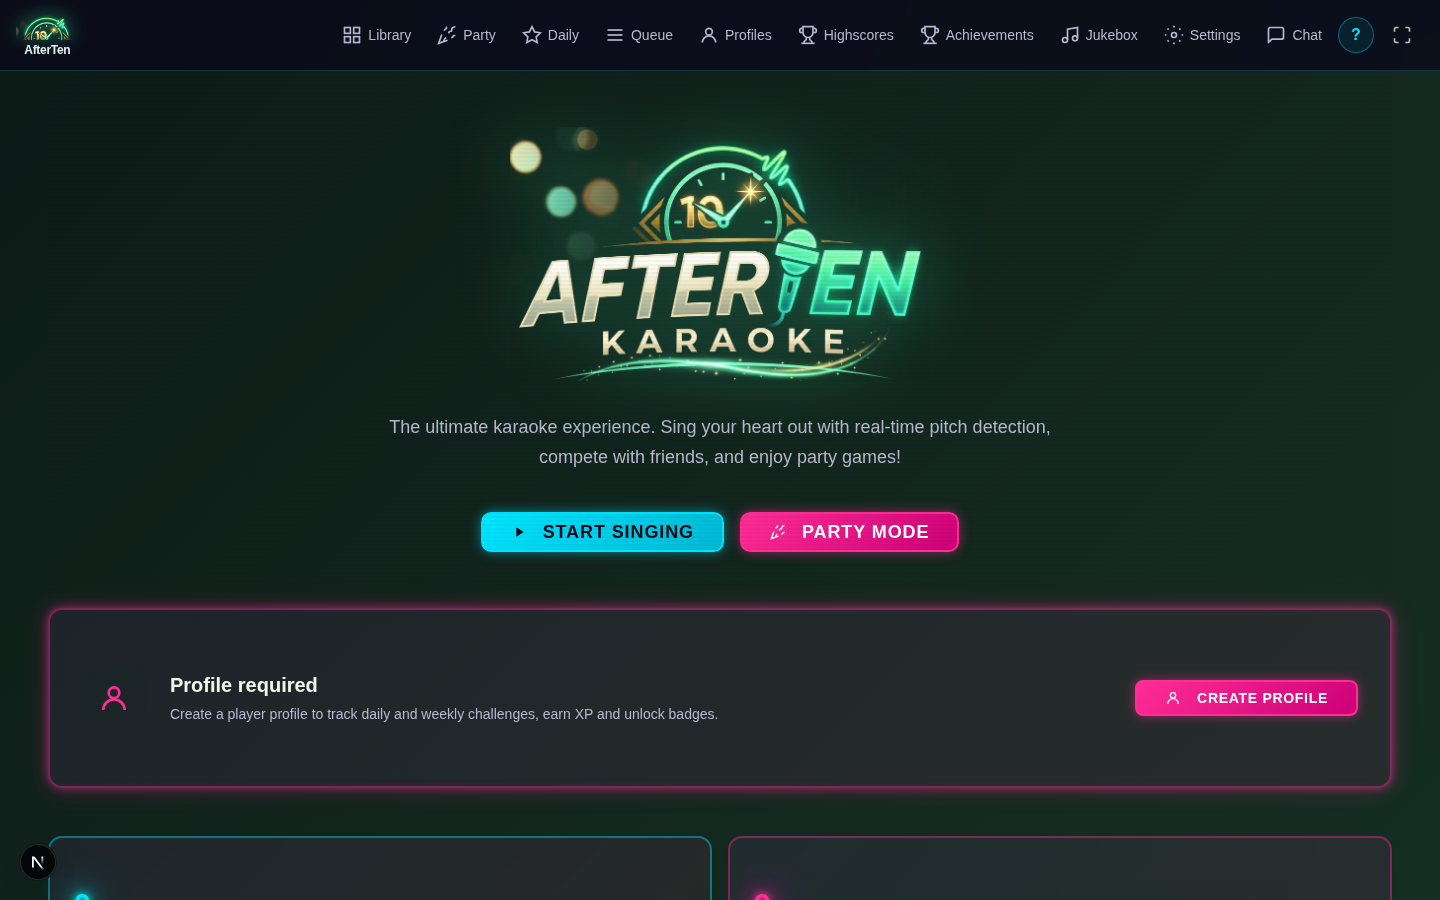 10
AfterTen
Library
Party
Daily
Queue
Profiles
Highscores
Achievements
Jukebox
Settings
Chat
?
10
AFTERTEN
KARAOKE
The ultimate karaoke experience. Sing your heart out with real-time pitch detection,
compete with friends, and enjoy party games!
START SINGING
PARTY MODE
Profile required
Create a player profile to track daily and weekly challenges, earn XP and unlock badges.
CREATE PROFILE
N